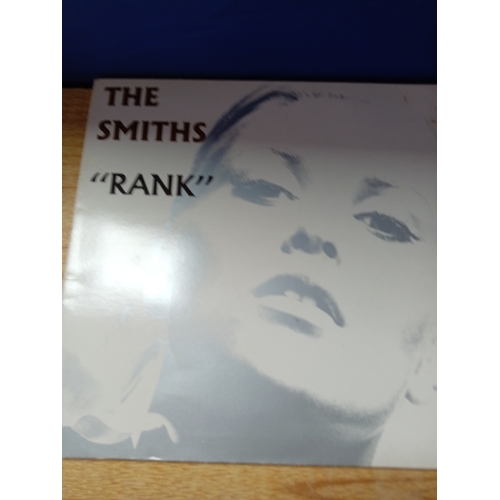 THE
SMITHS
“RANK”